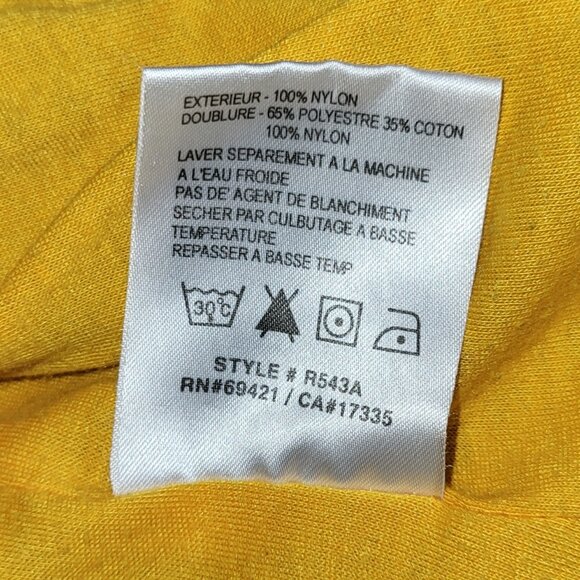 EXTERIEUR - 100% NYLON
DOUBLURE - 65% POLYESTRE 35% COTON
100% NYLON
LAVER SEPAREMENT A LA MACHINE
A L'EAU FROIDE
PAS DE' AGENT DE BLANCHIMENT
SECHER PAR CULBUTAGE A BASSE
TEMPERATURE
REPASSER A BASSE TEMP
30°C
STYLE # R543A
RN#69421 / CA#17335